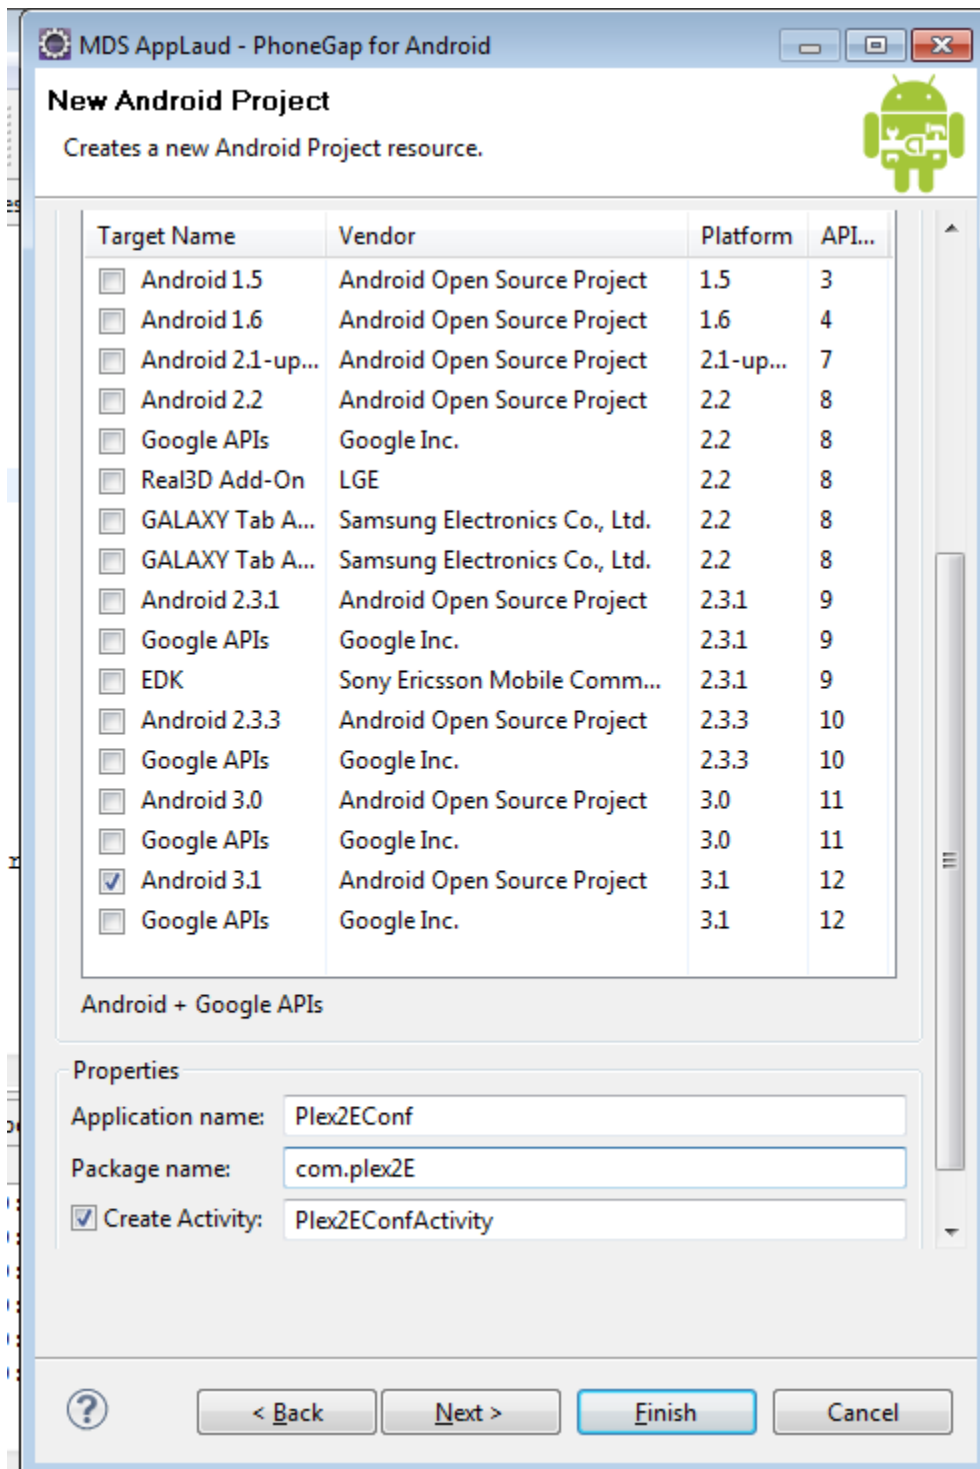 MDS AppLaud - PhoneGap for Android
New Android Project
Creates a new Android Project resource.
Target Name Vendor Platform API...
Android 1.5 Android Open Source Project 1.5 3
Android 1.6 Android Open Source Project 1.6 4
Android 2.1-up... Android Open Source Project 2.1-up... 7
Android 2.2 Android Open Source Project 2.2 8
Google APIs Google Inc. 2.2 8
Real3D Add-On LGE 2.2 8
GALAXY Tab A... Samsung Electronics Co., Ltd. 2.2 8
GALAXY Tab A... Samsung Electronics Co., Ltd. 2.2 8
Android 2.3.1 Android Open Source Project 2.3.1 9
Google APIs Google Inc. 2.3.1 9
EDK Sony Ericsson Mobile Comm... 2.3.1 9
Android 2.3.3 Android Open Source Project 2.3.3 10
Google APIs Google Inc. 2.3.3 10
Android 3.0 Android Open Source Project 3.0 11
Google APIs Google Inc. 3.0 11
Android 3.1 Android Open Source Project 3.1 12
Google APIs Google Inc. 3.1 12
Android + Google APIs
Properties
Application name: Plex2EConf
Package name: com.plex2E
Create Activity: Plex2EConfActivity
? < Back Next > Finish Cancel